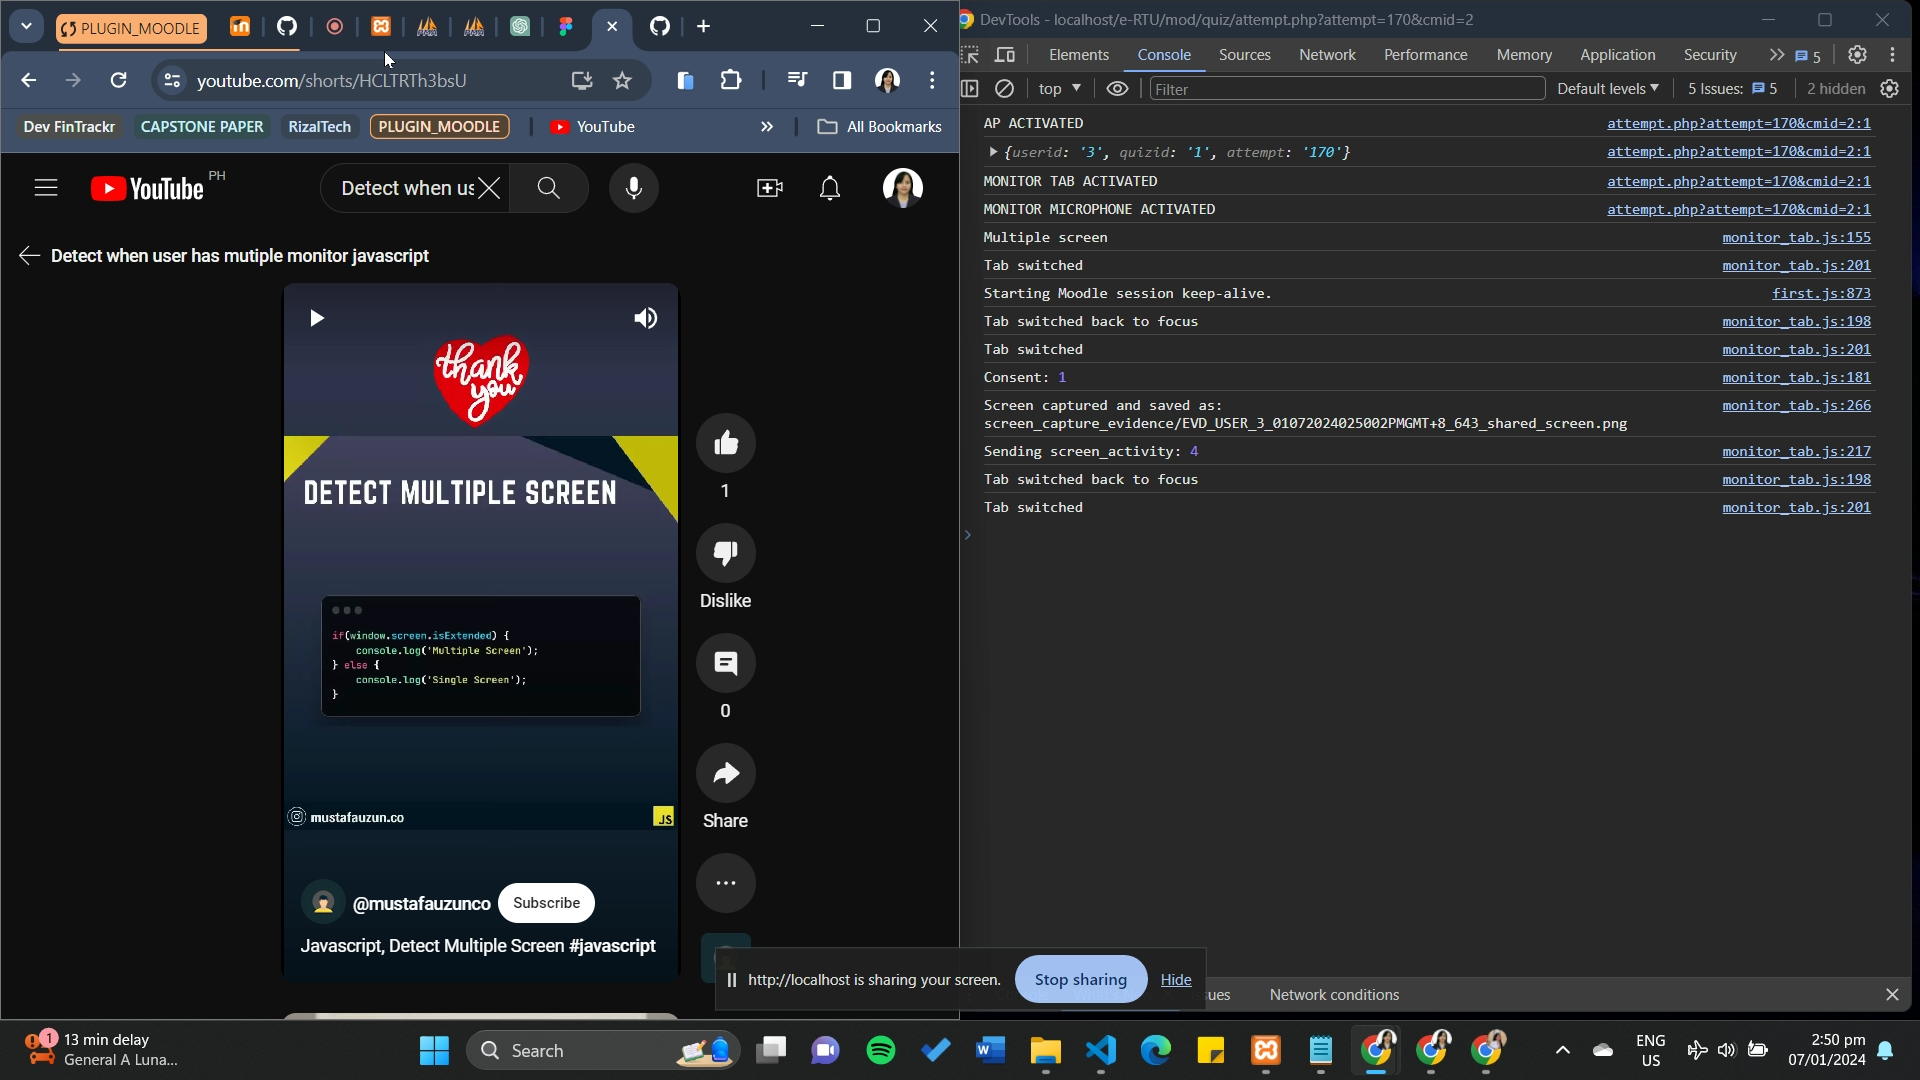 PLUGIN_MOODLE
youtube.com/shorts/HCLTRTh3bsU
Dev FinTrackr
CAPSTONE PAPER
RizalTech
PLUGIN_MOODLE
YouTube
»
All Bookmarks
YouTube PH
Detect when us
Detect when user has mutiple monitor javascript
thank
you
DETECT MULTIPLE SCREEN
if(window.screen.isExtended) {
console.log('Multiple Screen');
} else {
console.log('Single Screen');
}
mustafauzun.co
JS
@mustafauzunco
Subscribe
Javascript, Detect Multiple Screen #javascript
1
Dislike
0
Share
DevTools - localhost/e-RTU/mod/quiz/attempt.php?attempt=170&cmid=2
Elements Console Sources Network Performance Memory Application Security » 5
top Filter Default levels 5 Issues: 5 2 hidden
AP ACTIVATED attempt.php?attempt=170&cmid=2:1
{userid: '3', quizid: '1', attempt: '170'} attempt.php?attempt=170&cmid=2:1
MONITOR TAB ACTIVATED attempt.php?attempt=170&cmid=2:1
MONITOR MICROPHONE ACTIVATED attempt.php?attempt=170&cmid=2:1
Multiple screen monitor_tab.js:155
Tab switched monitor_tab.js:201
Starting Moodle session keep-alive. first.js:873
Tab switched back to focus monitor_tab.js:198
Tab switched monitor_tab.js:201
Consent: 1 monitor_tab.js:181
Screen captured and saved as: monitor_tab.js:266
screen_capture_evidence/EVD_USER_3_01072024025002PMGMT+8_643_shared_screen.png
Sending screen_activity: 4 monitor_tab.js:217
Tab switched back to focus monitor_tab.js:198
Tab switched monitor_tab.js:201
http://localhost is sharing your screen. Stop sharing Hide
ues Network conditions
1
13 min delay
General A Luna...
Search
ENG
US
2:50 pm
07/01/2024